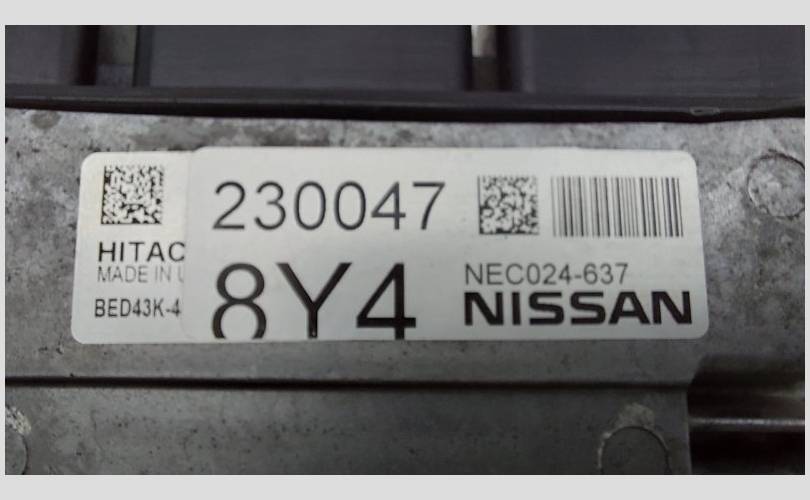 HITAC
MADE IN U
BED43K-4
230047
8Y4
NEC024-637
NISSAN